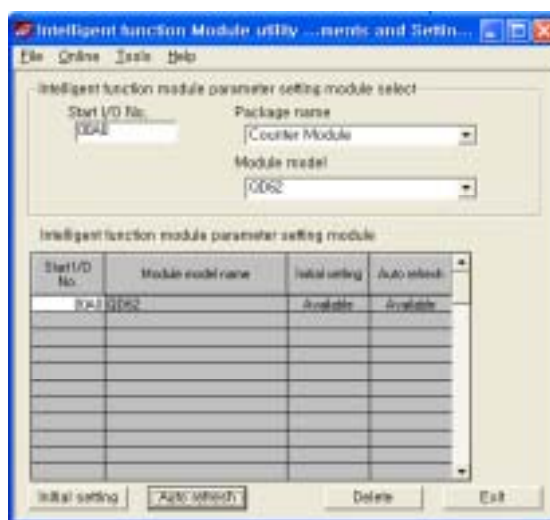 Intelligent function Module utility ...ments and Settin...
File Online Tools Help
Intelligent function module parameter setting module select
Start I/O No.
Package name
00A0
Counter Module
Module model
QD62
Intelligent function module parameter setting module
Start I/O No.
Module model name
Initial setting
Auto refresh
00A0 QD62 Available Available
Initial setting
Auto refresh
Delete
Exit